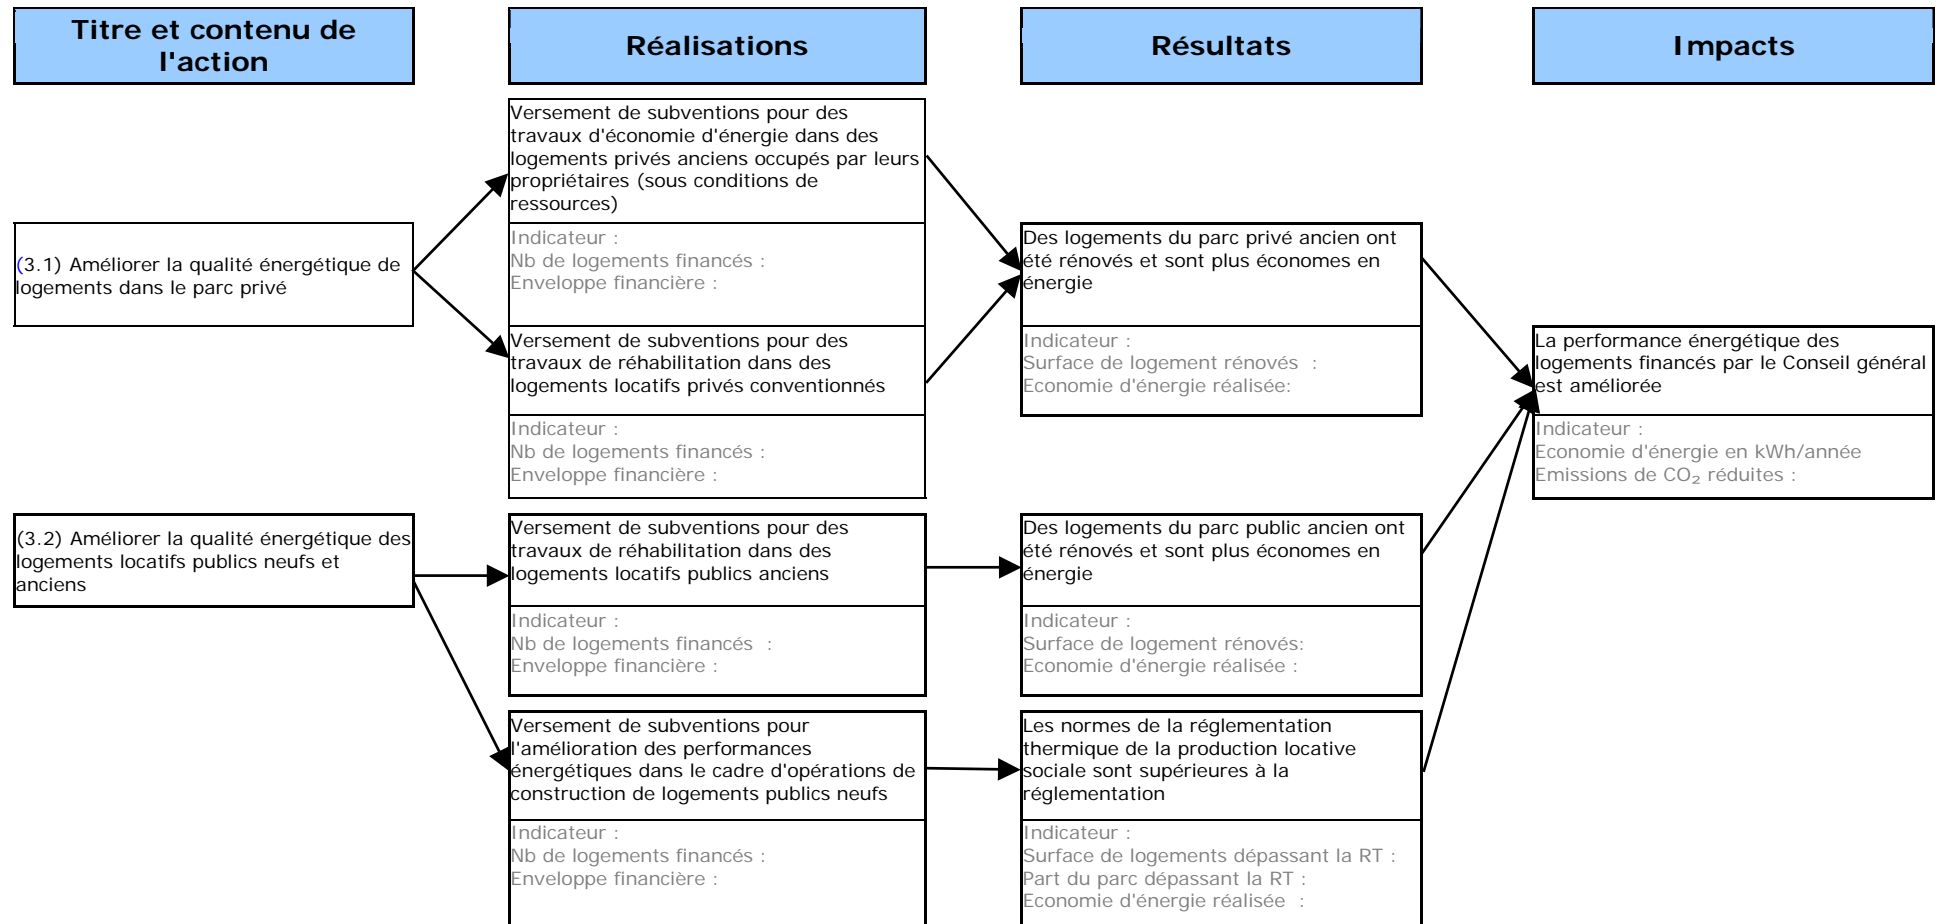 Titre et contenu de
l'action
Réalisations
Résultats
Impacts
Versement de subventions pour des
travaux d'économie d'énergie dans des
logements privés anciens occupés par leurs
propriétaires (sous conditions de
ressources)
Indicateur :
Nb de logements financés :
Enveloppe financière :
(3.1) Améliorer la qualité énergétique de
logements dans le parc privé
Des logements du parc privé ancien ont
été rénovés et sont plus économes en
énergie
Versement de subventions pour des
travaux de réhabilitation dans des
logements locatifs privés conventionnés
Indicateur :
Surface de logement rénovés  :
Economie d'énergie réalisée:
La performance énergétique des
logements financés par le Conseil général
est améliorée
Indicateur :
Nb de logements financés :
Enveloppe financière :
Indicateur :
Economie d'énergie en kWh/année
Emissions de CO₂ réduites :
(3.2) Améliorer la qualité énergétique des
logements locatifs publics neufs et
anciens
Versement de subventions pour des
travaux de réhabilitation dans des
logements locatifs publics anciens
Des logements du parc public ancien ont
été rénovés et sont plus économes en
énergie
Indicateur :
Nb de logements financés  :
Enveloppe financière :
Indicateur :
Surface de logement rénovés:
Economie d'énergie réalisée :
Versement de subventions pour
l'amélioration des performances
énergétiques dans le cadre d'opérations de
construction de logements publics neufs
Les normes de la réglementation
thermique de la production locative
sociale sont supérieures à la
réglementation
Indicateur :
Nb de logements financés :
Enveloppe financière :
Indicateur :
Surface de logements dépassant la RT :
Part du parc dépassant la RT :
Economie d'énergie réalisée  :